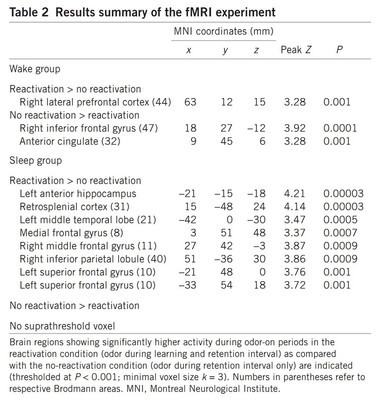 Table 2 Results summary of the fMRI experiment
MNI coordinates (mm)
x y z Peak Z P
Wake group
Reactivation > no reactivation
Right lateral prefrontal cortex (44) 63 12 15 3.28 0.001
No reactivation > reactivation
Right inferior frontal gyrus (47) 18 27 −12 3.92 0.0001
Anterior cingulate (32) 9 45 6 3.28 0.001
Sleep group
Reactivation > no reactivation
Left anterior hippocampus −21 −15 −18 4.21 0.00003
Retrosplenial cortex (31) 15 −48 24 4.14 0.00003
Left middle temporal lobe (21) −42 0 −30 3.47 0.0005
Medial frontal gyrus (8) 3 51 48 3.37 0.0007
Right middle frontal gyrus (11) 27 42 −3 3.87 0.0009
Right inferior parietal lobule (40) 51 −36 30 3.86 0.0009
Left superior frontal gyrus (10) −21 48 0 3.76 0.001
Left superior frontal gyrus (10) −33 54 18 3.72 0.001
No reactivation > reactivation
No suprathreshold voxel
Brain regions showing significantly higher activity during odor-on periods in the
reactivation condition (odor during learning and retention interval) as compared
with the no-reactivation condition (odor during retention interval only) are indicated
(thresholded at P < 0.001; minimal voxel size k = 3). Numbers in parentheses refer to
respective Brodmann areas. MNI, Montreal Neurological Institute.